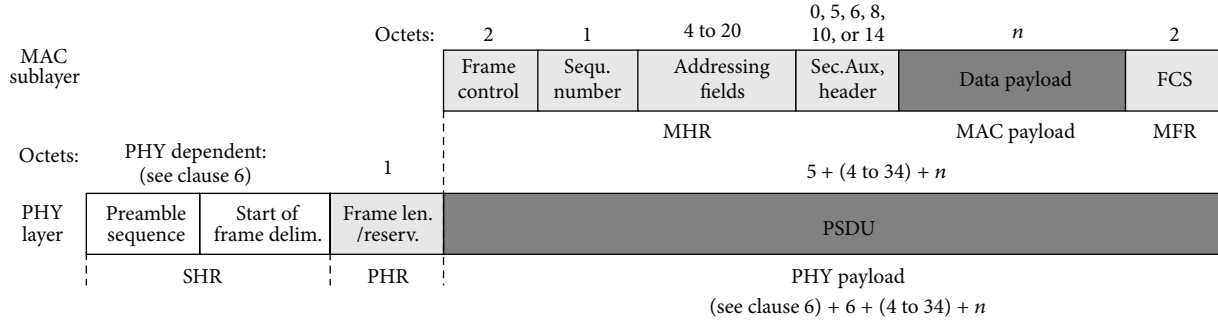 Octets: 2 1 4 to 20 0, 5, 6, 8, 10, or 14 n 2
MAC sublayer
Frame control
Sequ. number
Addressing fields
Sec.Aux, header
Data payload
FCS
MHR MAC payload MFR
Octets:
PHY dependent:
(see clause 6)
1
5 + (4 to 34) + n
PHY layer
Preamble sequence
Start of frame delim.
Frame len. /reserv.
PSDU
SHR PHR PHY payload
(see clause 6) + 6 + (4 to 34) + n